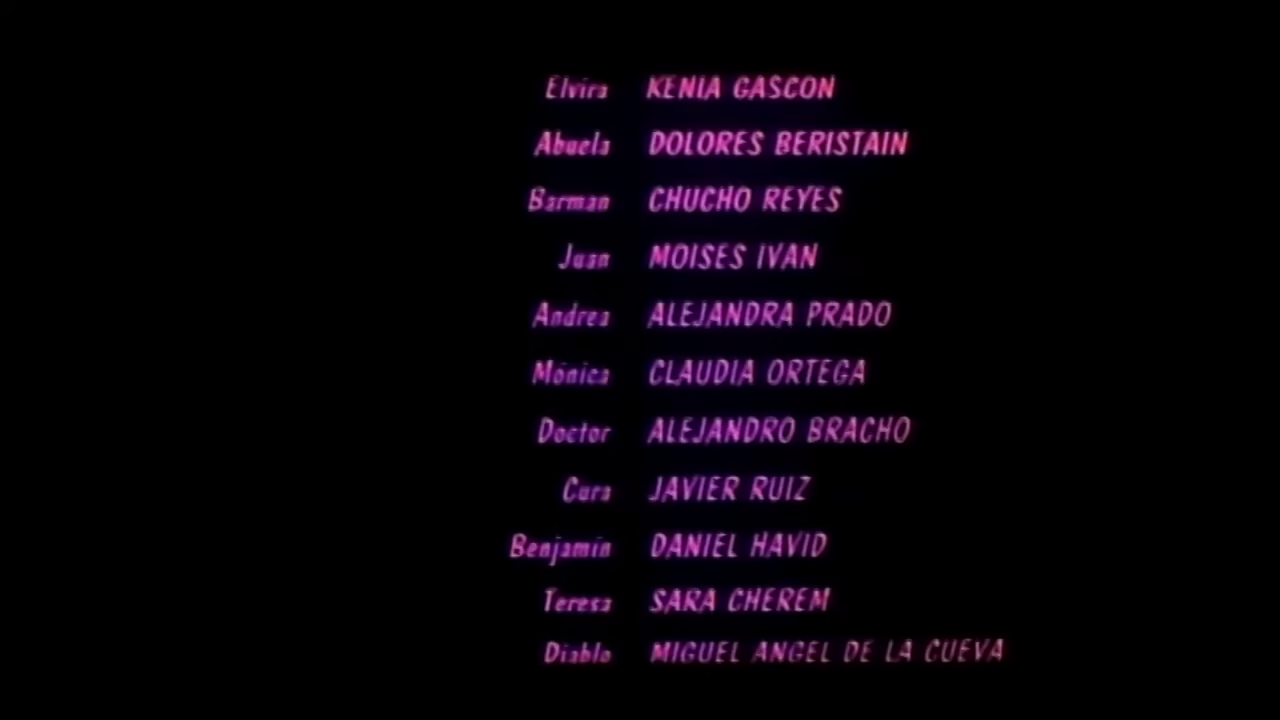 Elvira KENIA GASCON
Abuela DOLORES BERISTAIN
Barman CHUCHO REYES
Juan MOISES IVAN
Andrea ALEJANDRA PRADO
Mónica CLAUDIA ORTEGA
Doctor ALEJANDRO BRACHO
Cura JAVIER RUIZ
Benjamín DANIEL HAVID
Teresa SARA CHEREM
Diablo MIGUEL ANGEL DE LA CUEVA